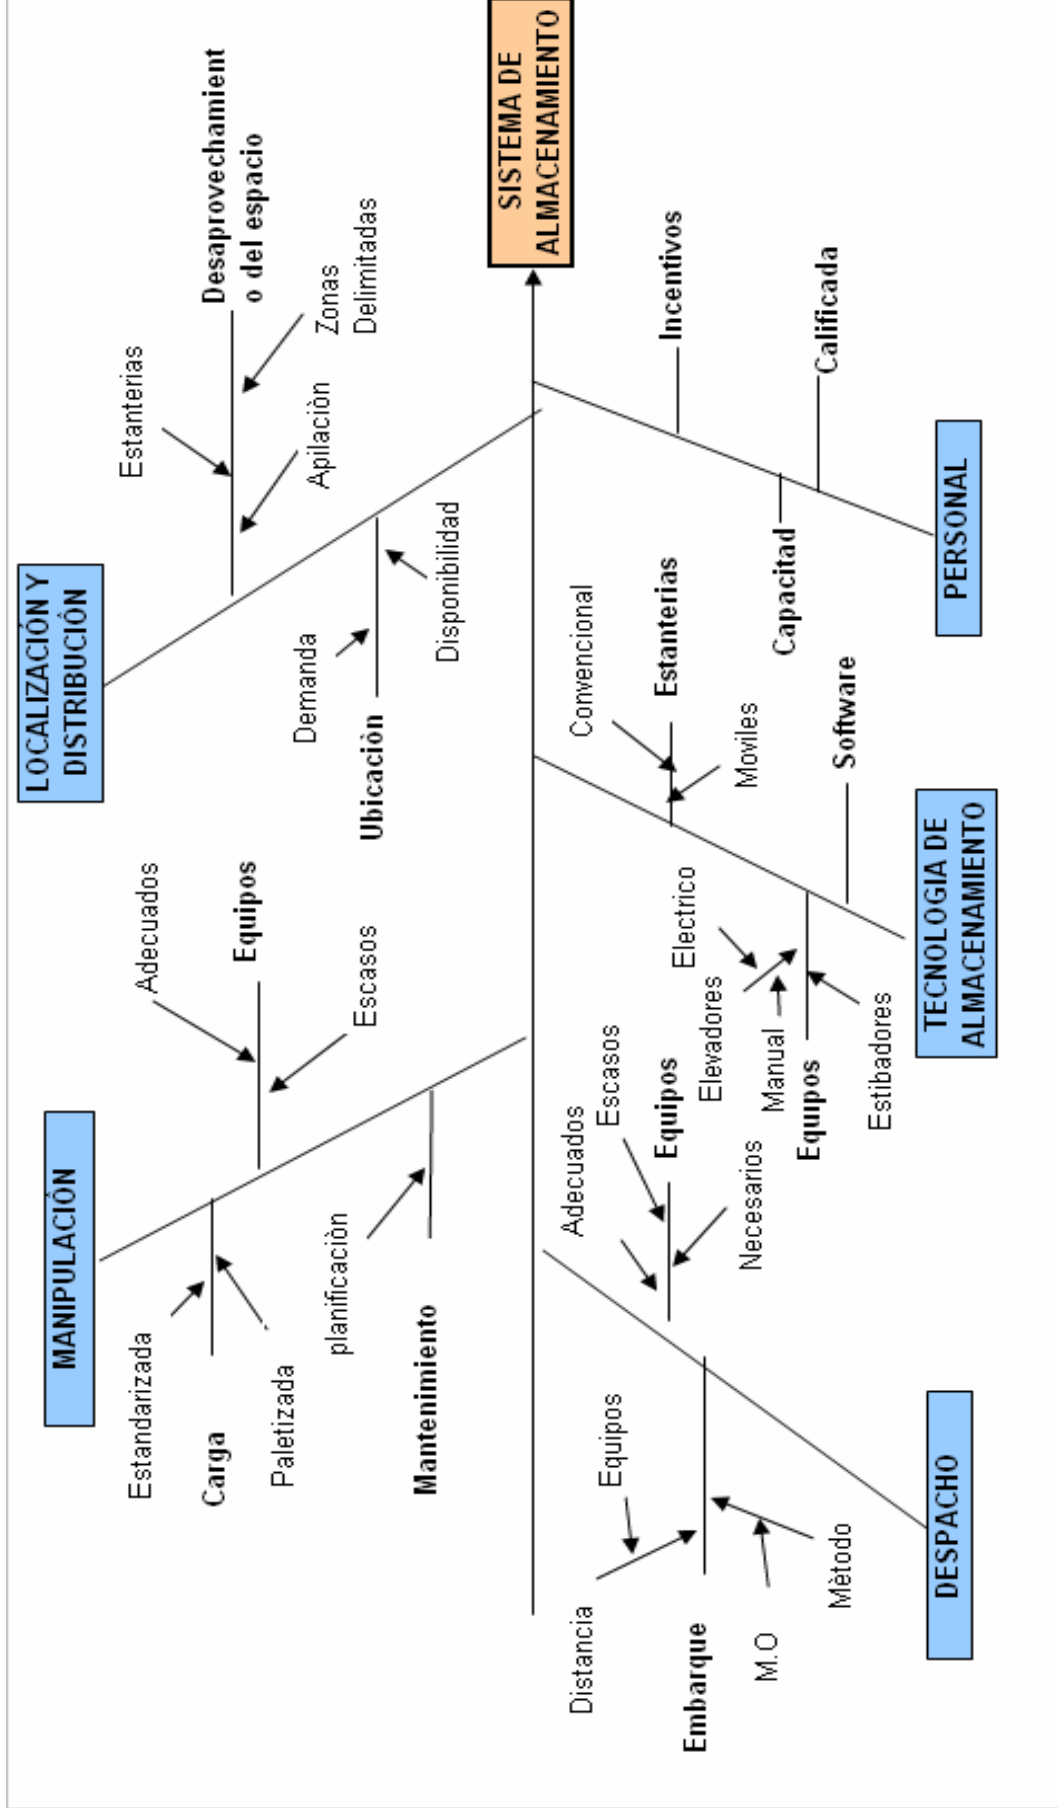 MANIPULACIÓN
LOCALIZACIÓN Y
DISTRIBUCIÓN
Estandarizada
Carga
Paletizada
Adecuados
Equipos
Escasos
planificaciòn
Mantenimiento
Estanterias
Desaprovechamient
o del espacio
Apilaciòn
Zonas
Delimitadas
Demanda
Ubicaciòn
Disponibilidad
SISTEMA DE
ALMACENAMIENTO
Distancia
Equipos
Embarque
M.O
Mètodo
Adecuados
Escasos
Equipos
Necesarios
Convencional
Estanterias
Moviles
Electrico
Elevadores
Manual
Equipos
Estibadores
Software
Incentivos
Capacitad
Calificada
DESPACHO
TECNOLOGIA DE
ALMACENAMIENTO
PERSONAL